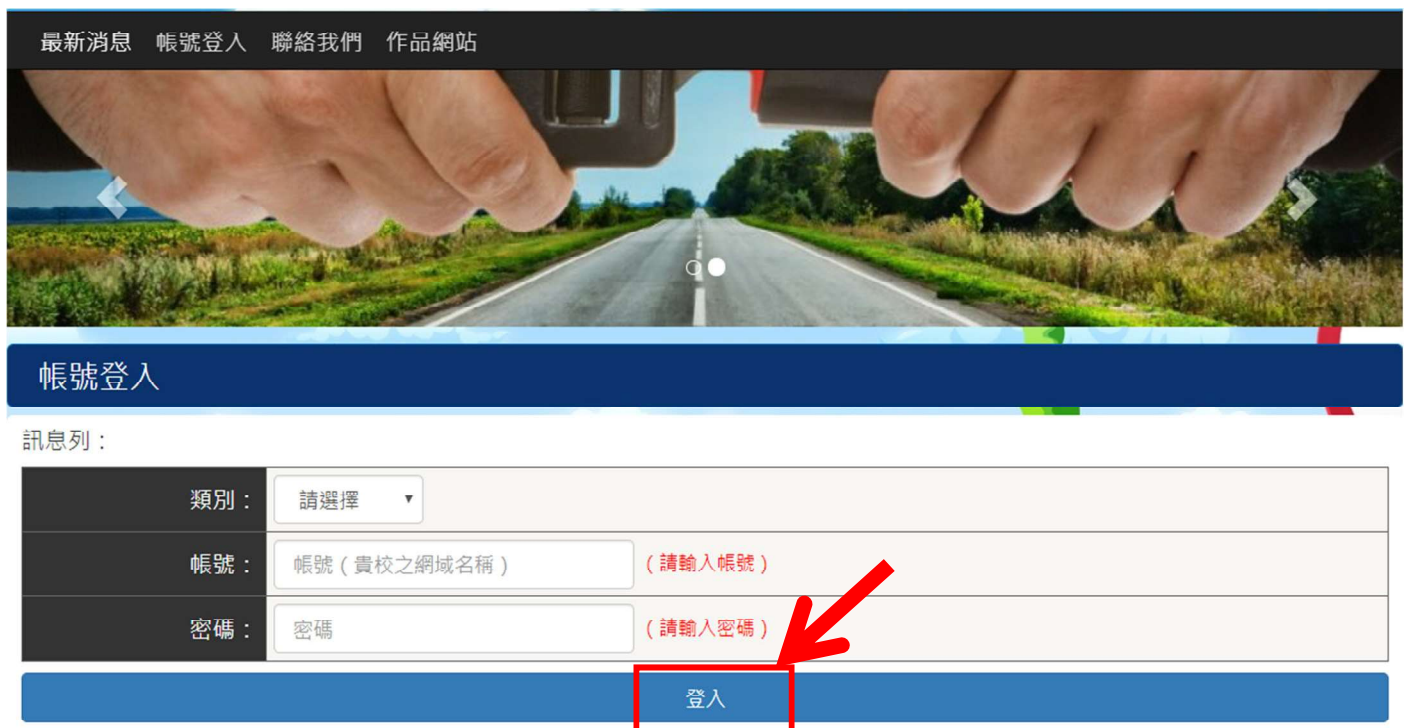 最新消息 帳號登入 聯絡我們 作品網站
帳號登入
訊息列：
類別： 請選擇
帳號： 帳號（貴校之網域名稱） （請輸入帳號）
密碼： 密碼 （請輸入密碼）
登入